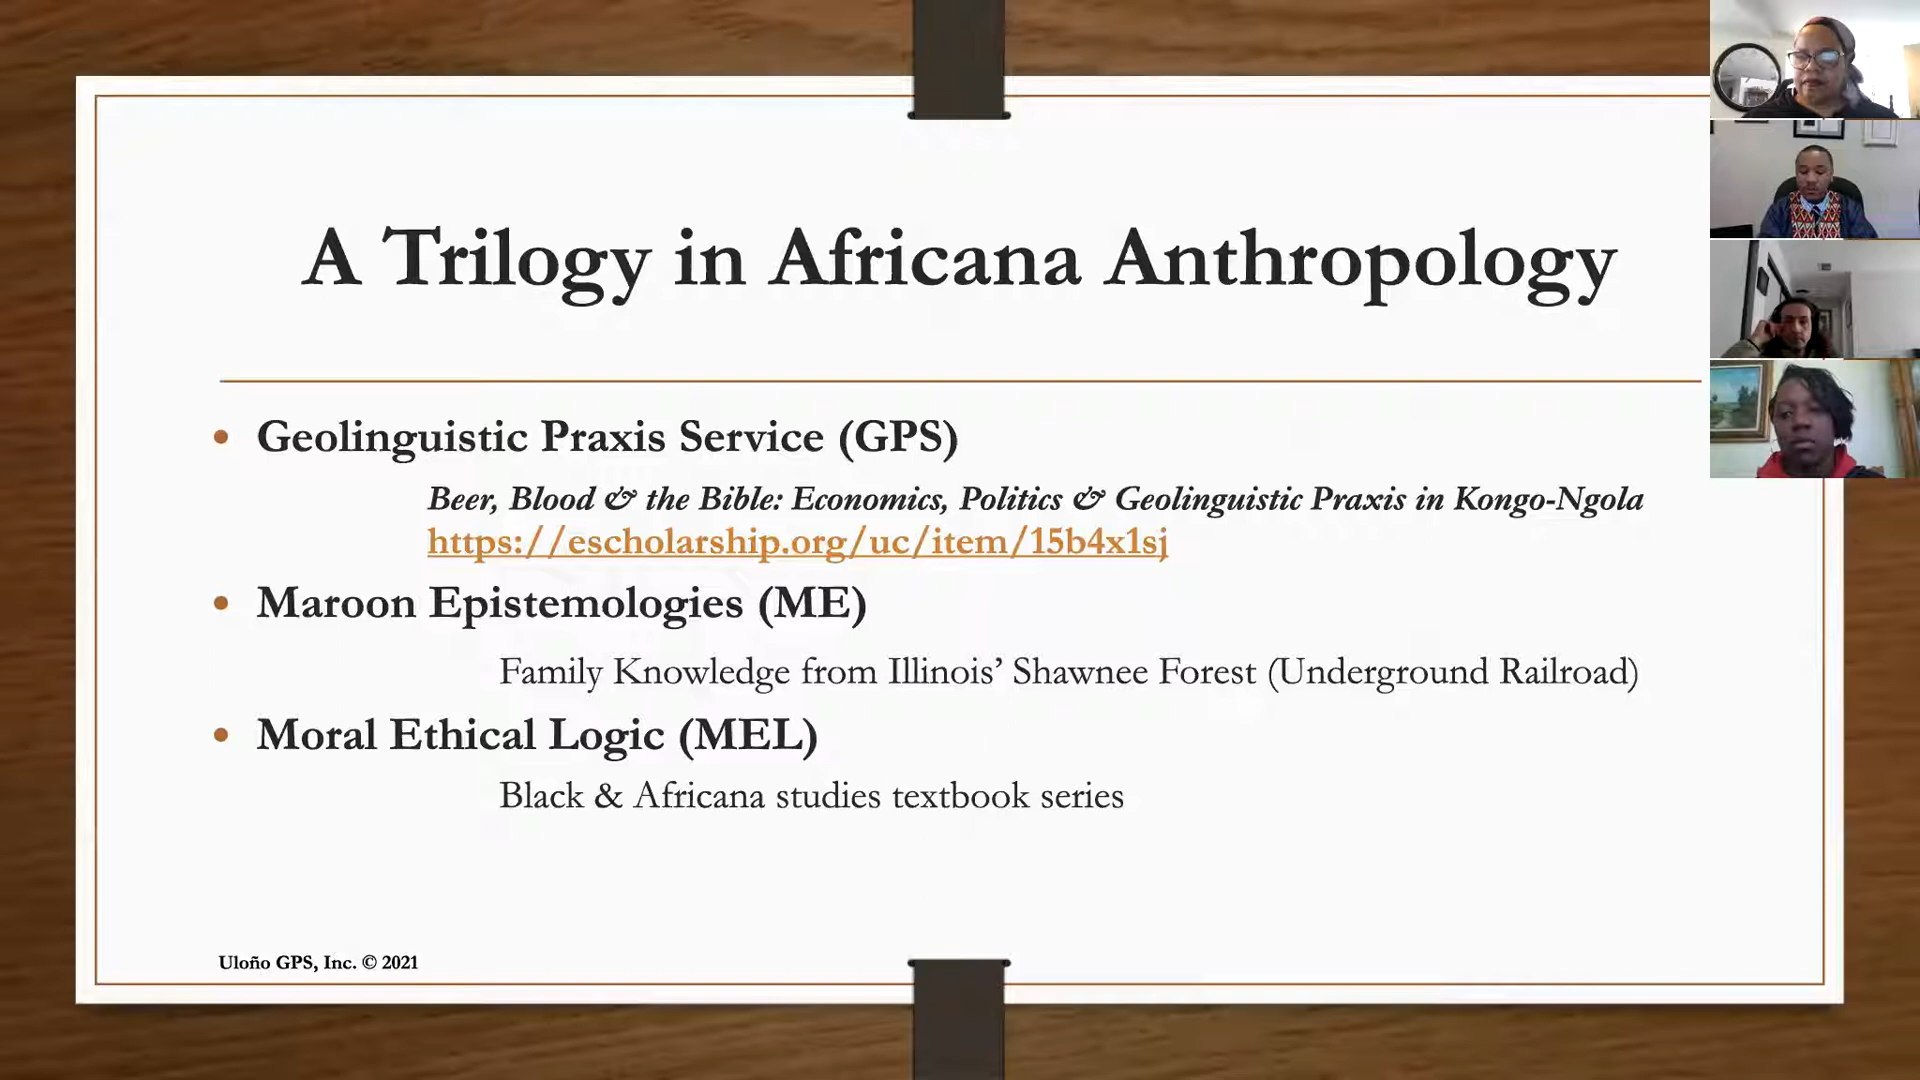 A Trilogy in Africana Anthropology
Geolinguistic Praxis Service (GPS)
Beer, Blood & the Bible: Economics, Politics & Geolinguistic Praxis in Kongo-Ngola
https://escholarship.org/uc/item/15b4x1sj
Maroon Epistemologies (ME)
Family Knowledge from Illinois’ Shawnee Forest (Underground Railroad)
Moral Ethical Logic (MEL)
Black & Africana studies textbook series
Uloño GPS, Inc. © 2021